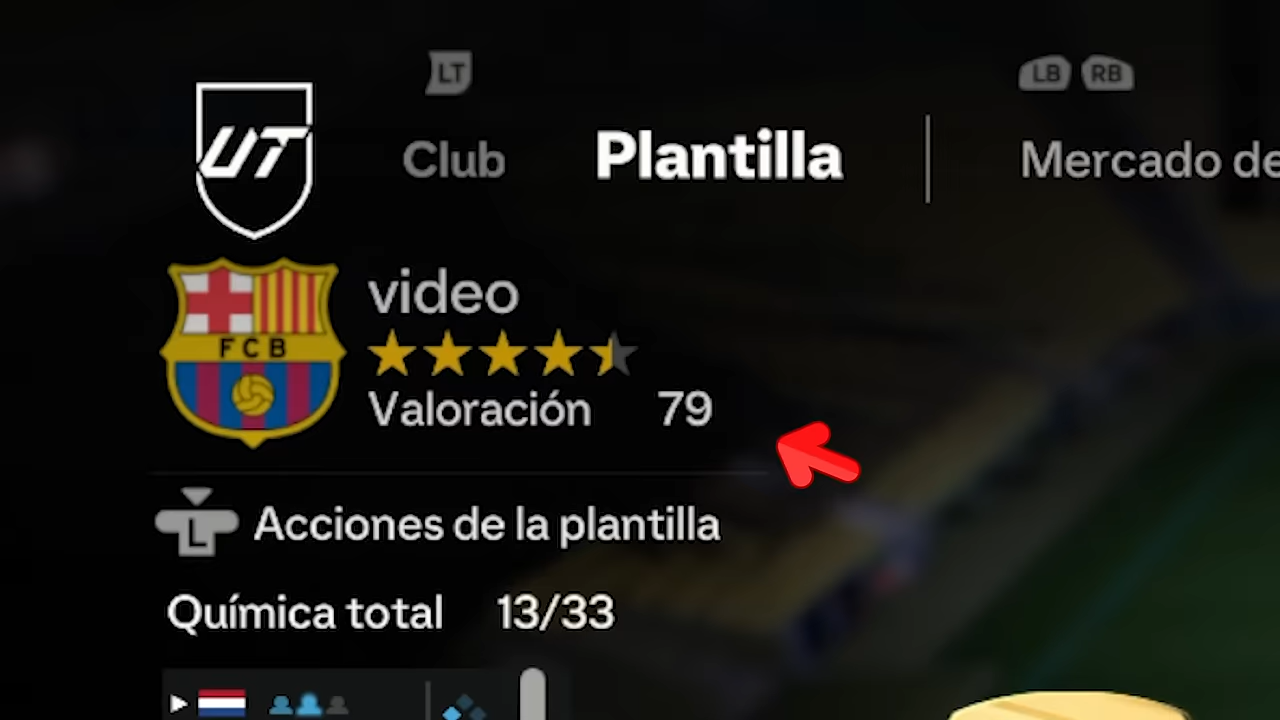 LT
LB RB
UT
Club Plantilla Mercado de
FCB
video
Valoración 79
L Acciones de la plantilla
Química total 13/33